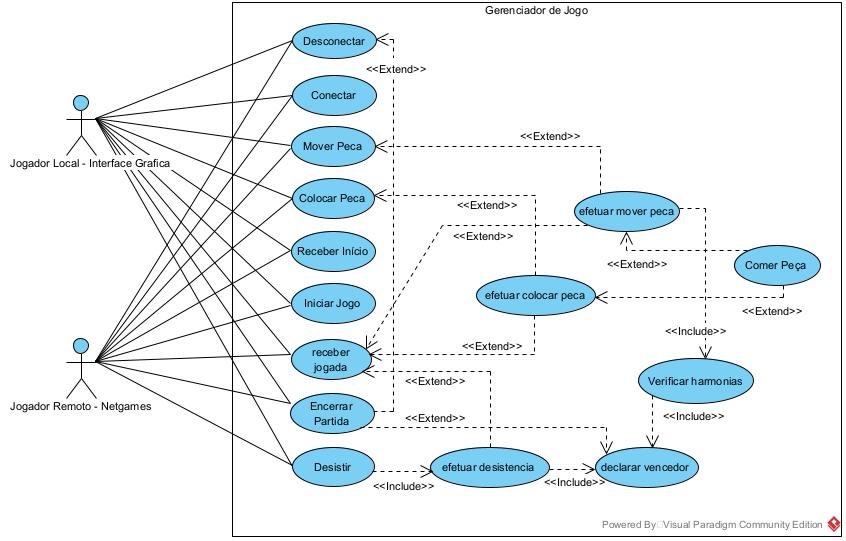 Gerenciador de Jogo
Desconectar
<<Extend>>
Conectar
Jogador Local - Interface Grafica
Mover Peca
<<Extend>>
Colocar Peca
<<Extend>>
efetuar mover peca
<<Extend>>
Receber Início
<<Extend>>
Comer Peça
efetuar colocar peca
Iniciar Jogo
<<Extend>>
<<Include>>
receber
jogada
<<Extend>>
<<Extend>>
Verificar harmonias
Jogador Remoto - Netgames
Encerrar
Partida
<<Extend>>
<<Include>>
Desistir
efetuar desistencia
declarar vencedor
<<Include>>
<<Include>>
Powered By Visual Paradigm Community Edition